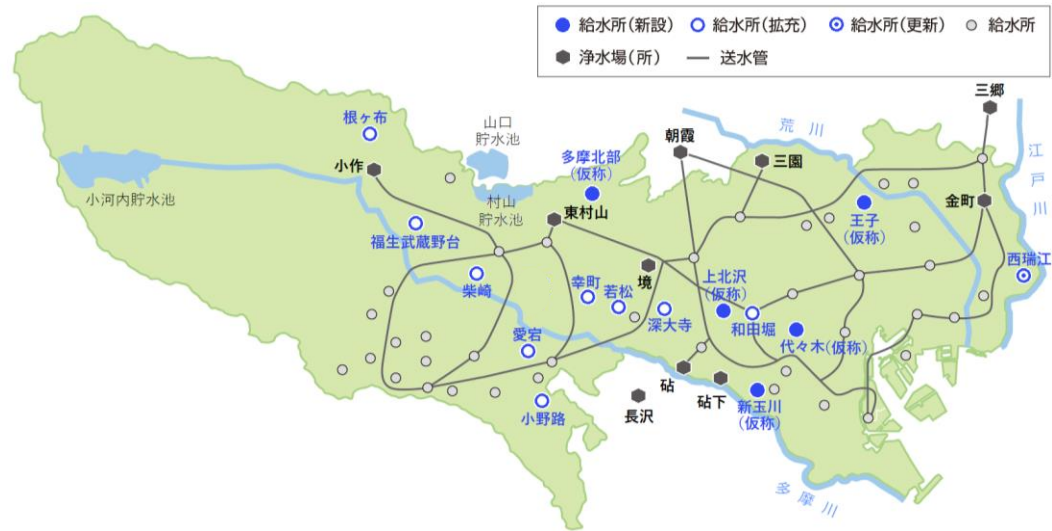 給水所(新設)
給水所(拡充)
給水所(更新)
給水所
浄水場(所)
送水管
三郷
根ヶ布
山口
貯水池
朝霞
荒川
江戸川
小作
多摩北部
(仮称)
三園
小河内貯水池
村山
貯水池
東村山
金町
王子
(仮称)
福生武蔵野台
西瑞江
柴崎
幸町
若松
境
上北沢
(仮称)
深大寺
和田堀
代々木(仮称)
愛宕
砧
砧下
小野路
長沢
新玉川
(仮称)
多摩川